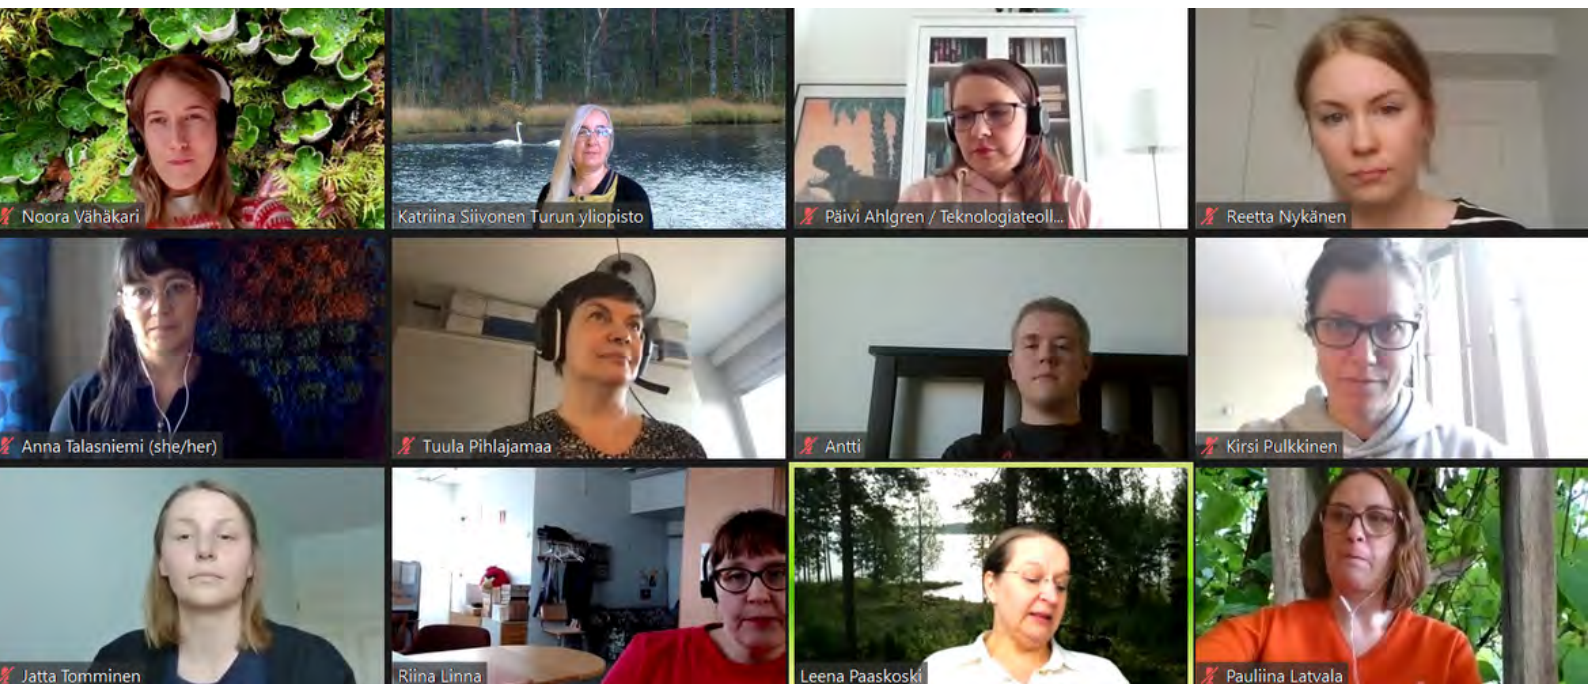 Noora Vähäkari
Katriina Siivonen Turun yliopisto
Päivi Ahlgren / Teknologiateoll...
Reetta Nykänen
Anna Talasniemi (she/her)
Tuula Pihlajamaa
Antti
Kirsi Pulkkinen
Jatta Tomminen
Riina Linna
Leena Paaskoski
Pauliina Latvala